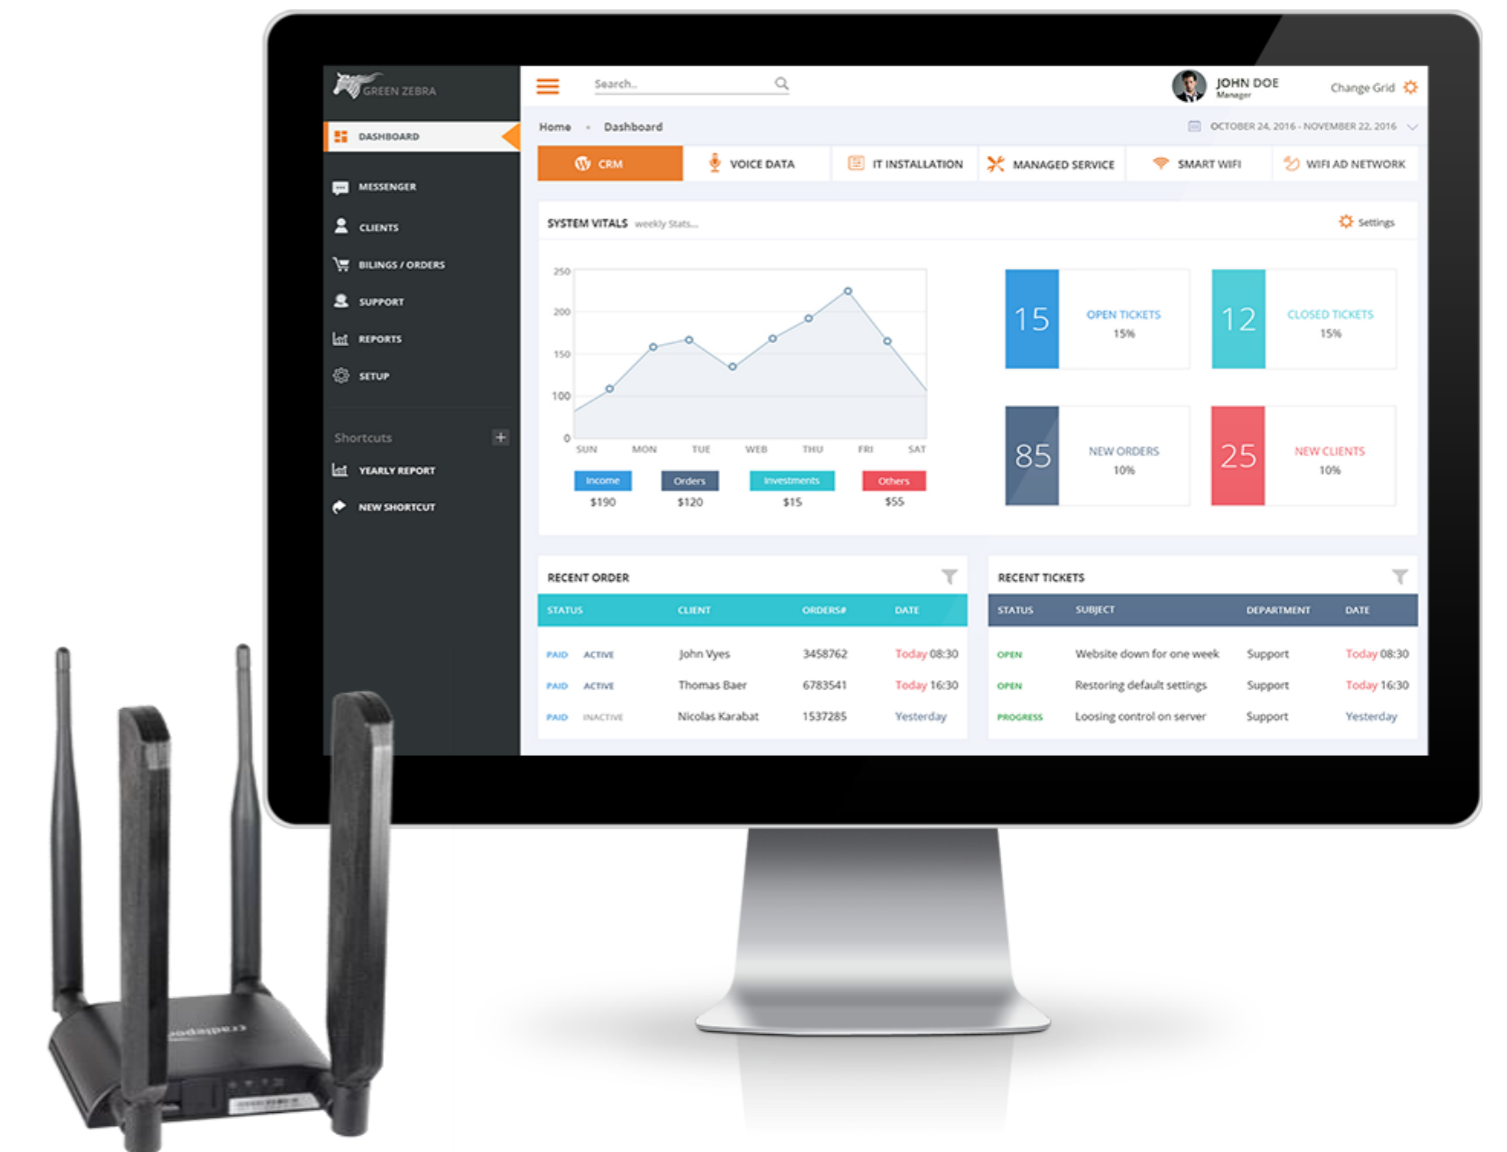 GREEN ZEBRA
Search..
JOHN DOE
Manager
Change Grid
DASHBOARD
Home Dashboard
OCTOBER 24, 2016 - NOVEMBER 22, 2016
CRM VOICE DATA IT INSTALLATION MANAGED SERVICE SMART WIFI WIFI AD NETWORK
MESSENGER
CLIENTS
BILINGS / ORDERS
SUPPORT
REPORTS
SETUP
Shortcuts +
YEARLY REPORT
NEW SHORTCUT
SYSTEM VITALS weekly Stats... Settings
250
200
150
100
0
SUN MON TUE WEB THU FRI SAT
Income Orders Investments Others
$190 $120 $15 $55
15 OPEN TICKETS
15%
12 CLOSED TICKETS
15%
85 NEW ORDERS
10%
25 NEW CLIENTS
10%
RECENT ORDER
STATUS CLIENT ORDERS# DATE
PAID ACTIVE John Vyes 3458762 Today 08:30
PAID ACTIVE Thomas Baer 6783541 Today 16:30
PAID INACTIVE Nicolas Karabat 1537285 Yesterday
RECENT TICKETS
STATUS SUBJECT DEPARTMENT DATE
OPEN Website down for one week Support Today 08:30
OPEN Restoring default settings Support Today 16:30
PROGRESS Loosing control on server Support Yesterday
cradlepoint